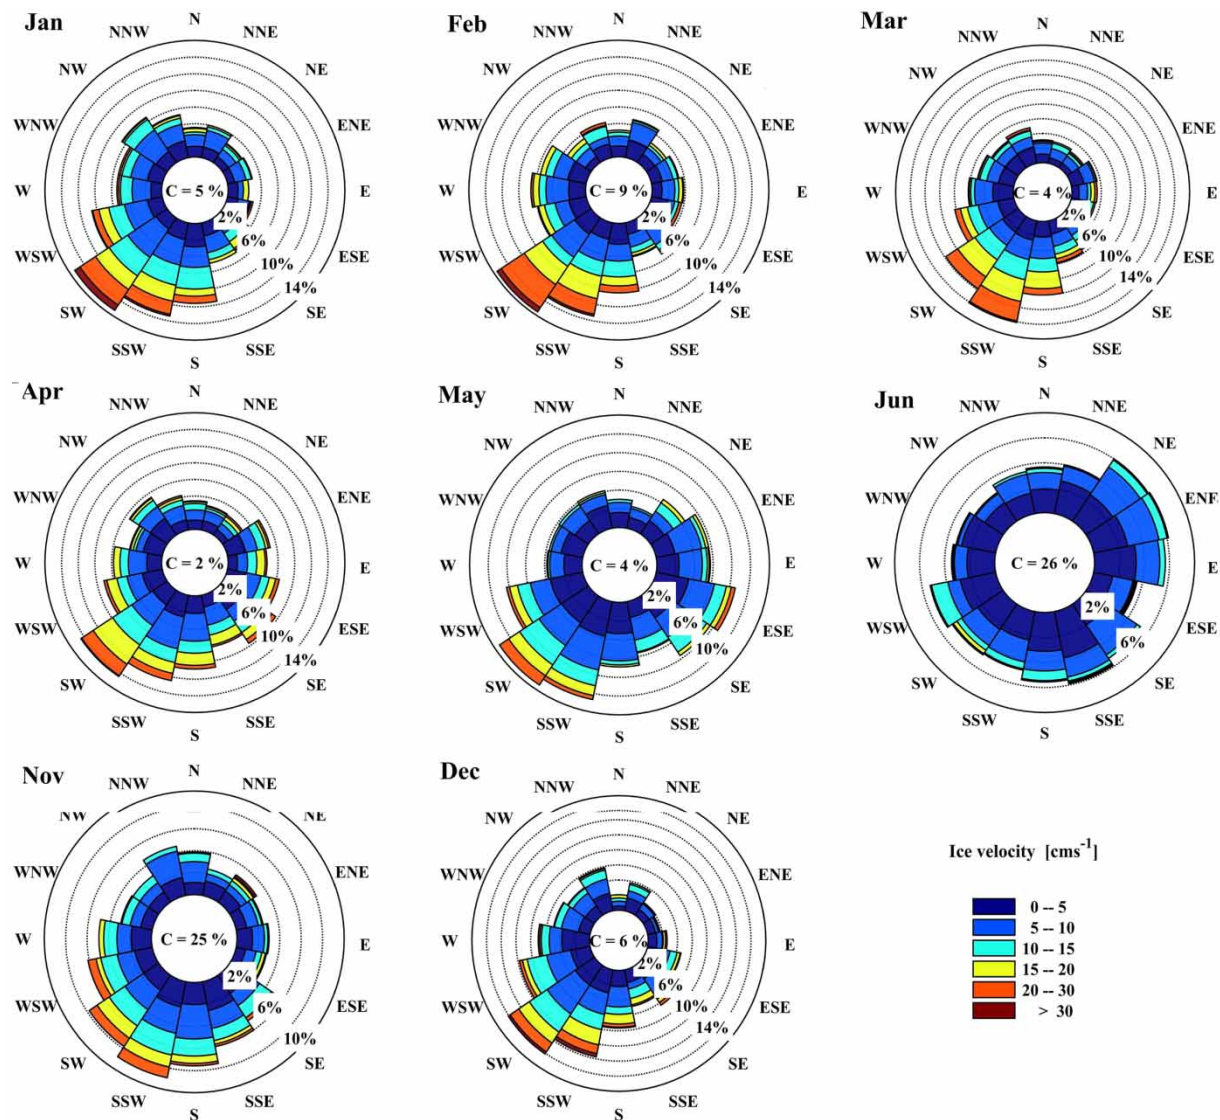 Jan
N
NNW
NNE
NW
NE
WNW
ENE
W
C = 5 %
E
2%
6%
WSW
10%
ESE
14%
SW
SE
SSW
SSE
S
Feb
N
NNW
NNE
NW
NE
WNW
ENE
W
C = 9 %
E
2%
6%
WSW
10%
ESE
14%
SW
SE
SSW
SSE
S
Mar
N
NNW
NNE
NW
NE
WNW
ENE
W
C = 4 %
E
2%
6%
WSW
10%
ESE
14%
SW
SE
SSW
SSE
S
Apr
N
NNW
NNE
NW
NE
WNW
ENE
W
C = 2 %
E
2%
6%
WSW
10%
ESE
14%
SW
SE
SSW
SSE
S
May
N
NNW
NNE
NW
NE
WNW
ENE
W
C = 4 %
E
2%
6%
WSW
10%
ESE
SW
SE
SSW
SSE
S
Jun
N
NNW
NNE
NW
NE
WNW
W
C = 26 %
E
2%
WSW
6%
ESE
SW
SE
SSW
SSE
S
Nov
N
NNW
NNE
NW
NE
WNW
ENE
W
C = 25 %
E
2%
WSW
6%
ESE
10%
SW
SE
SSW
SSE
S
Dec
N
NNW
NNE
NW
NE
WNW
ENE
W
C = 6 %
E
2%
6%
WSW
10%
ESE
14%
SW
SE
SSW
SSE
S
Ice velocity [cms⁻¹]
0 -- 5
5 -- 10
10 -- 15
15 -- 20
20 -- 30
> 30